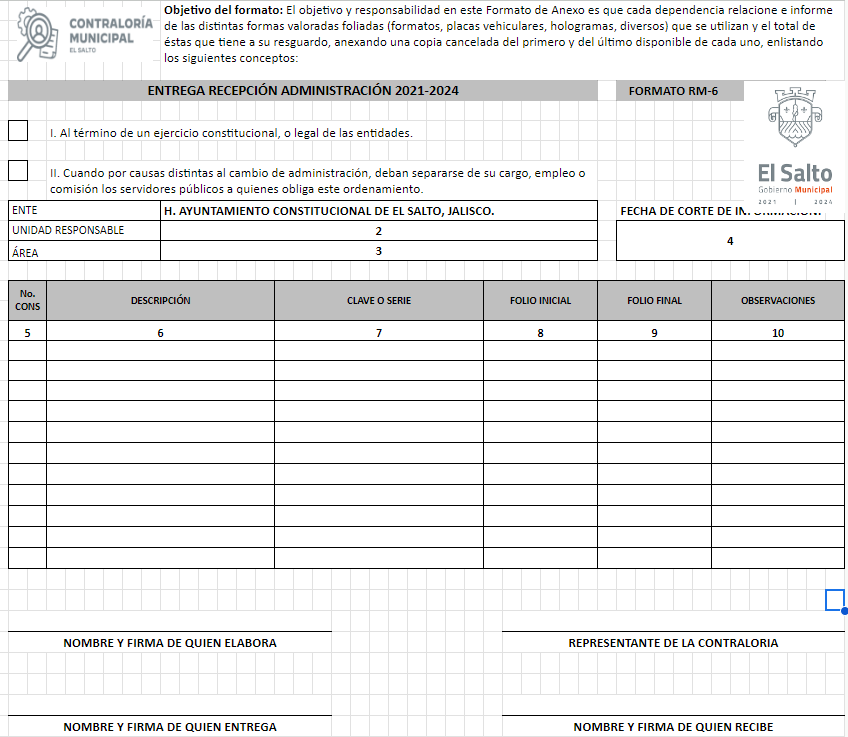 CONTRALORÍA
MUNICIPAL
EL SALTO
Objetivo del formato: El objetivo y responsabilidad en este Formato de Anexo es que cada dependencia relacione e informe
de las distintas formas valoradas foliadas (formatos, placas vehiculares, hologramas, diversos) que se utilizan y el total de
éstas que tiene a su resguardo, anexando una copia cancelada del primero y del último disponible de cada uno, enlistando
los siguientes conceptos:
ENTREGA RECEPCIÓN ADMINISTRACIÓN 2021-2024
FORMATO RM-6
I. Al término de un ejercicio constitucional, o legal de las entidades.
II. Cuando por causas distintas al cambio de administración, deban separarse de su cargo, empleo o
comisión los servidores públicos a quienes obliga este ordenamiento.
El Salto
Gobierno Municipal
2021 | 2024
ENTE H. AYUNTAMIENTO CONSTITUCIONAL DE EL SALTO, JALISCO.
FECHA DE CORTE DE INFORMACIÓN:
UNIDAD RESPONSABLE 2
ÁREA 3
4
No. CONS DESCRIPCIÓN CLAVE O SERIE FOLIO INICIAL FOLIO FINAL OBSERVACIONES
5 6 7 8 9 10
NOMBRE Y FIRMA DE QUIEN ELABORA REPRESENTANTE DE LA CONTRALORIA
NOMBRE Y FIRMA DE QUIEN ENTREGA NOMBRE Y FIRMA DE QUIEN RECIBE